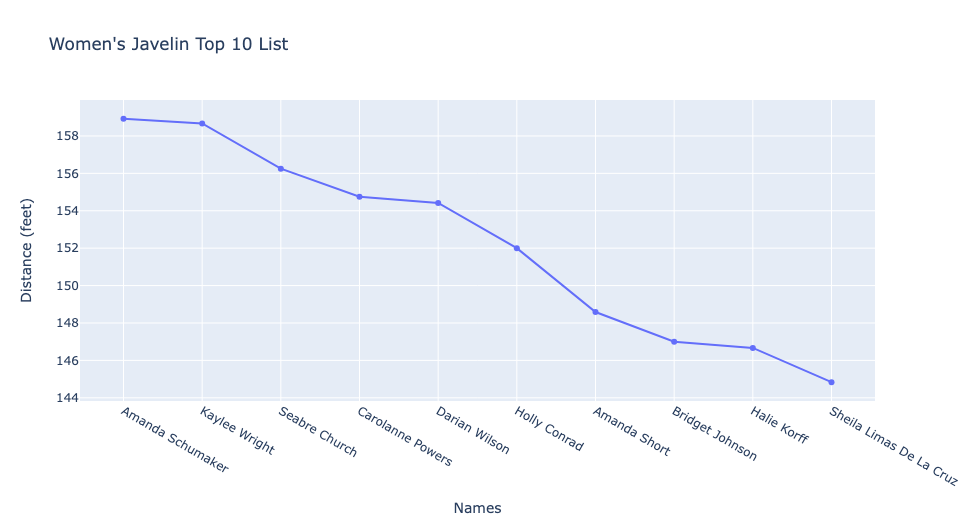 Women's Javelin Top 10 List
Distance (feet)
158
156
154
152
150
148
146
144
Amanda Schumaker
Kaylee Wright
Seabre Church
Carolanne Powers
Darian Wilson
Holly Conrad
Amanda Short
Bridget Johnson
Halie Korff
Sheila Limas De La Cruz
Names